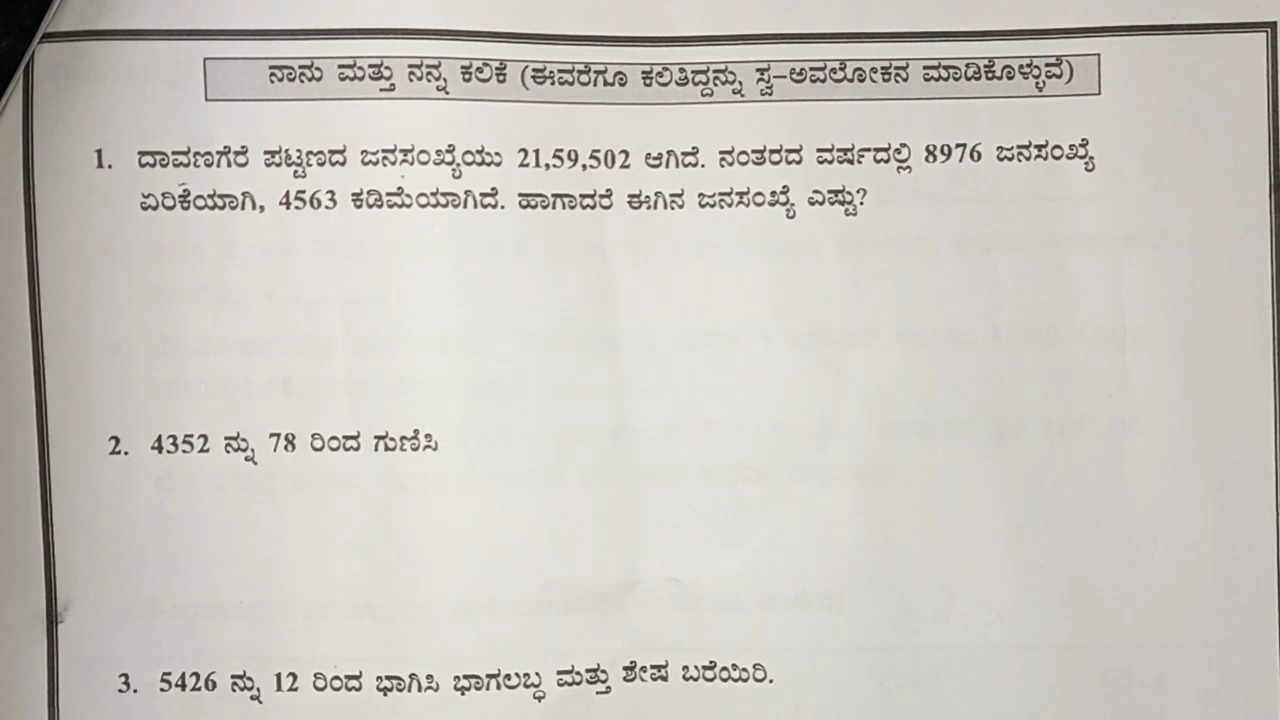 ನಾನು ಮತ್ತು ನನ್ನ ಕಲಿಕೆ (ಈವರೆಗೂ ಕಲಿತಿದ್ದನ್ನು ಸ್ವ-ಅವಲೋಕನ ಮಾಡಿಕೊಳ್ಳುವೆ)
1. ದಾವಣಗೆರೆ ಪಟ್ಟಣದ ಜನಸಂಖ್ಯೆಯು 21,59,502 ಆಗಿದೆ. ನಂತರದ ವರ್ಷದಲ್ಲಿ 8976 ಜನಸಂಖ್ಯೆ
ಏರಿಕೆಯಾಗಿ, 4563 ಕಡಿಮೆಯಾಗಿದೆ. ಹಾಗಾದರೆ ಈಗಿನ ಜನಸಂಖ್ಯೆ ಎಷ್ಟು?
2. 4352 ನ್ನು 78 ರಿಂದ ಗುಣಿಸಿ
3. 5426 ನ್ನು 12 ರಿಂದ ಭಾಗಿಸಿ ಭಾಗಲಬ್ಧ ಮತ್ತು ಶೇಷ ಬರೆಯಿರಿ.